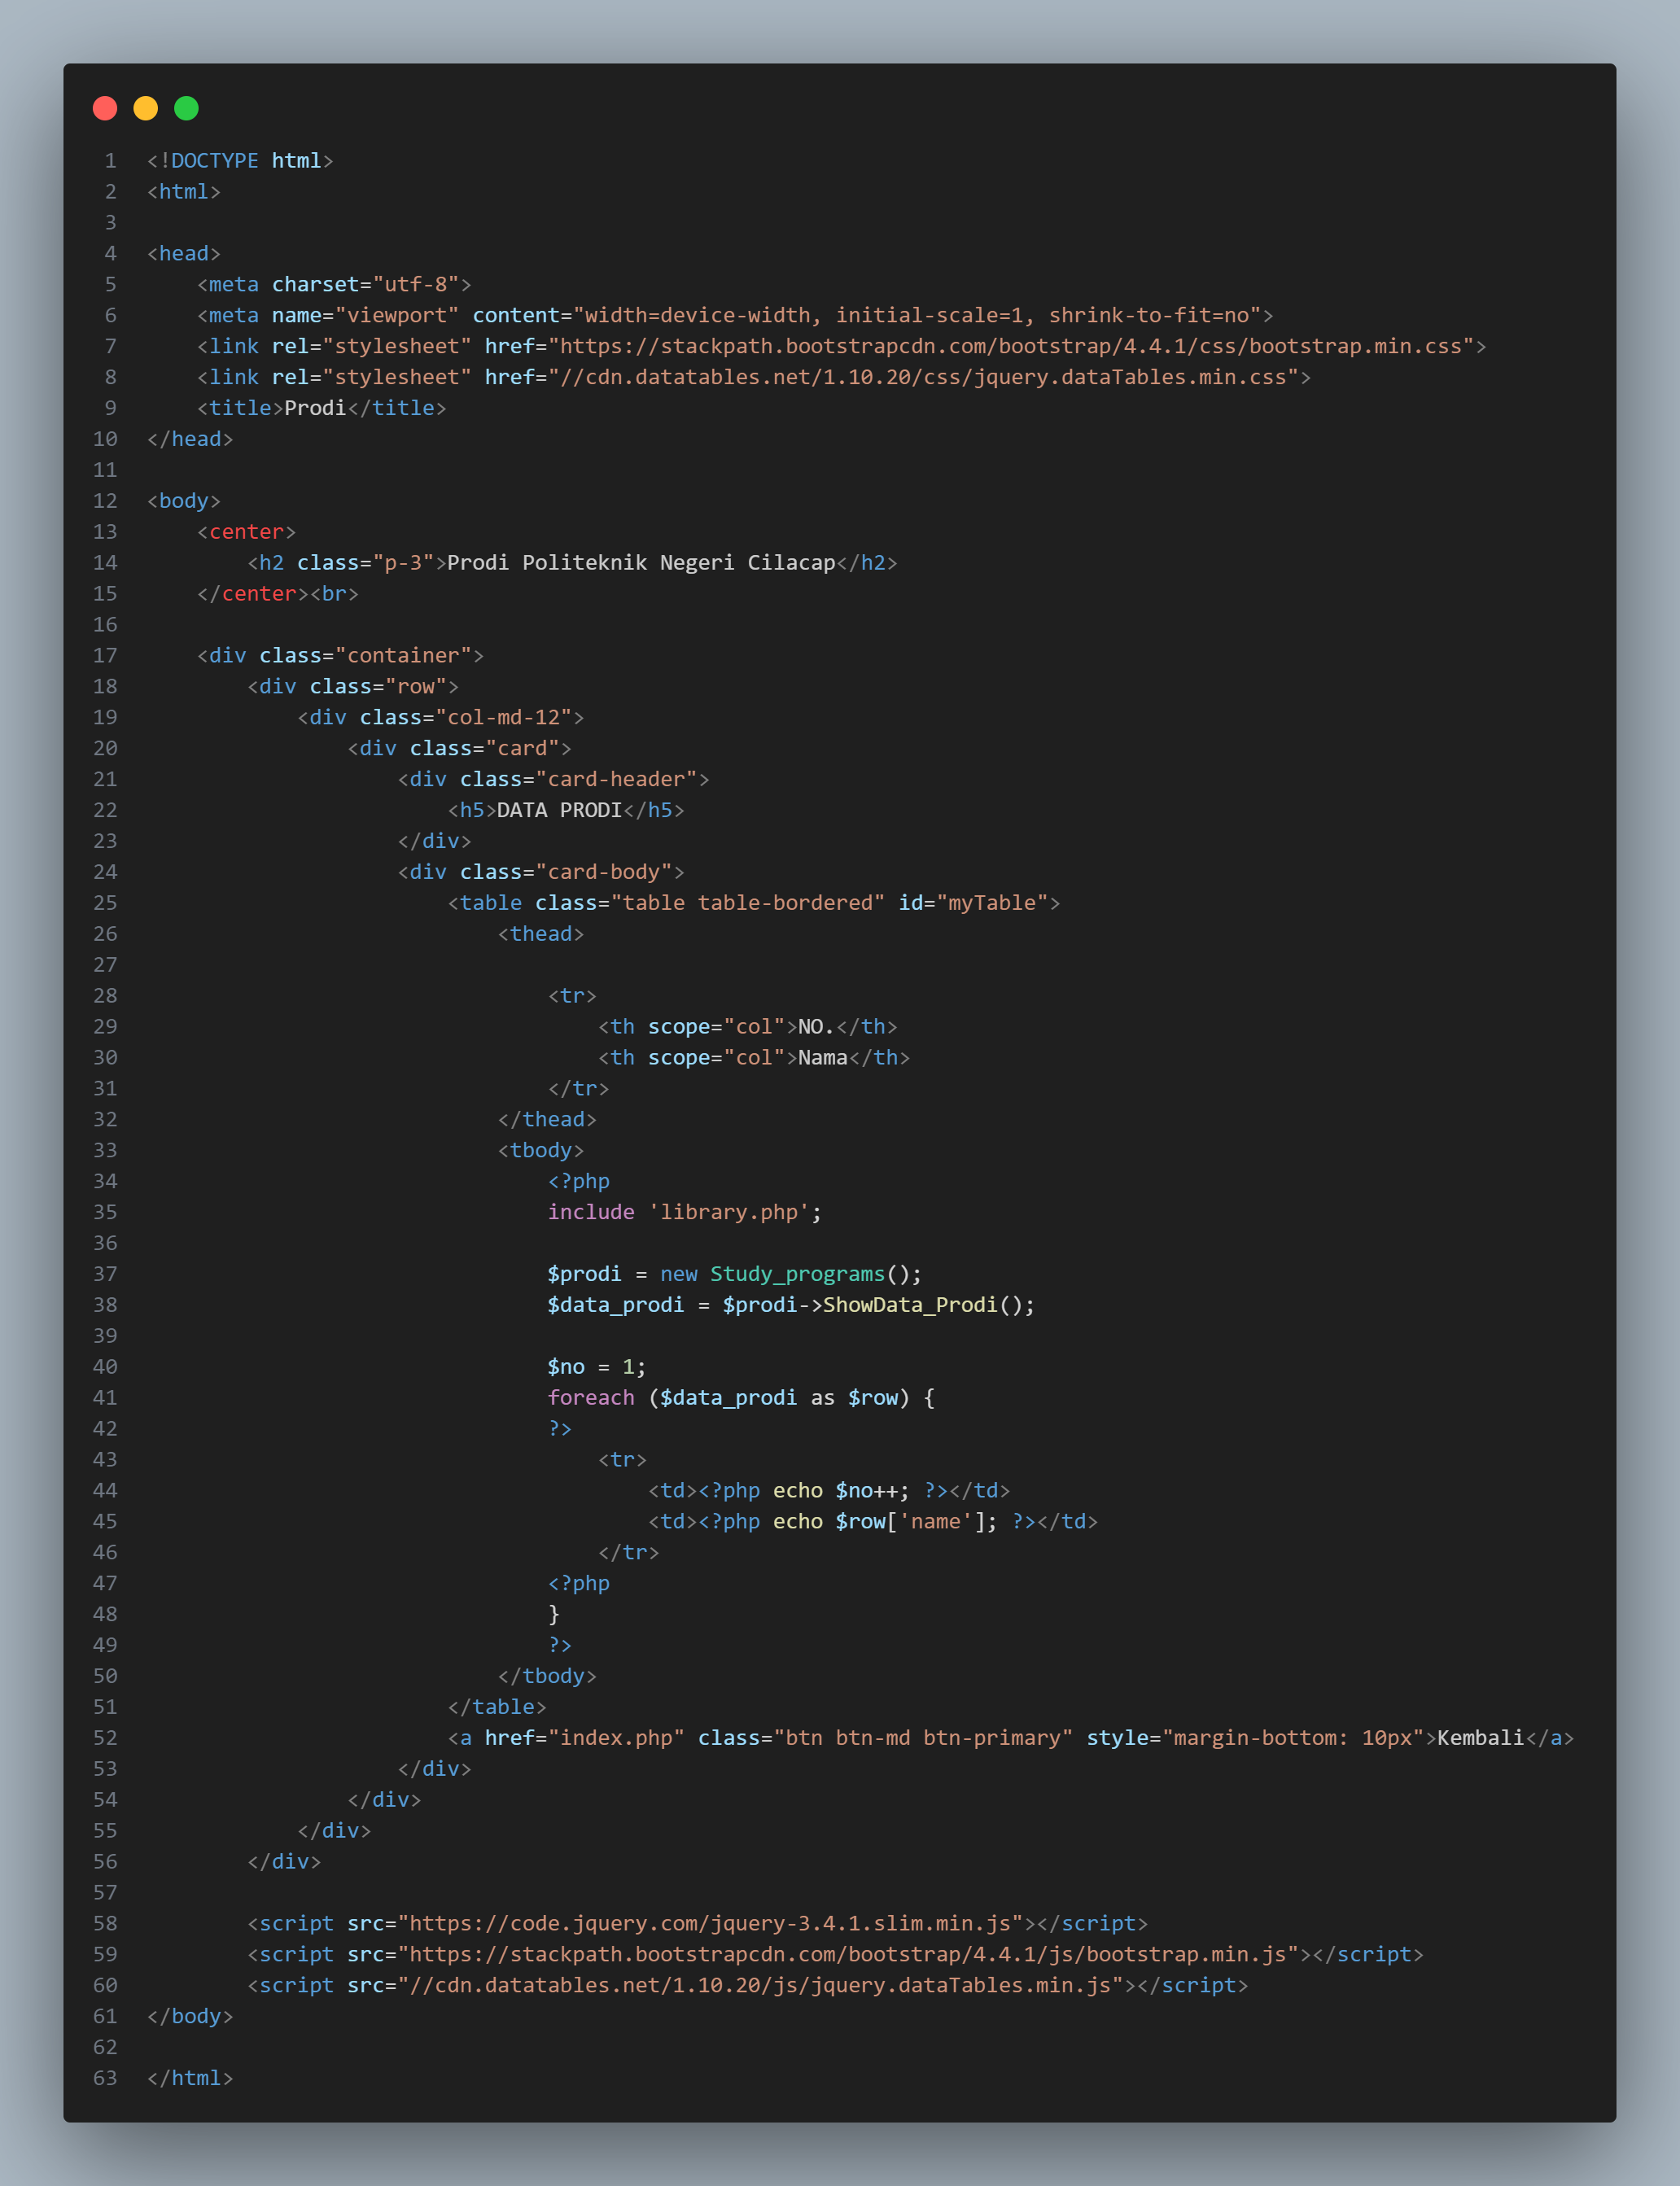 1 <!DOCTYPE html>
2 <html>
3
4 <head>
5     <meta charset="utf-8">
6     <meta name="viewport" content="width=device-width, initial-scale=1, shrink-to-fit=no">
7     <link rel="stylesheet" href="https://stackpath.bootstrapcdn.com/bootstrap/4.4.1/css/bootstrap.min.css">
8     <link rel="stylesheet" href="//cdn.datatables.net/1.10.20/css/jquery.dataTables.min.css">
9     <title>Prodi</title>
10 </head>
11
12 <body>
13     <center>
14         <h2 class="p-3">Prodi Politeknik Negeri Cilacap</h2>
15     </center><br>
16
17     <div class="container">
18         <div class="row">
19             <div class="col-md-12">
20                 <div class="card">
21                     <div class="card-header">
22                         <h5>DATA PRODI</h5>
23                     </div>
24                     <div class="card-body">
25                         <table class="table table-bordered" id="myTable">
26                             <thead>
27
28                                 <tr>
29                                     <th scope="col">NO.</th>
30                                     <th scope="col">Nama</th>
31                                 </tr>
32                             </thead>
33                             <tbody>
34                                 <?php
35                                 include 'library.php';
36
37                                 $prodi = new Study_programs();
38                                 $data_prodi = $prodi->ShowData_Prodi();
39
40                                 $no = 1;
41                                 foreach ($data_prodi as $row) {
42                                 ?>
43                                     <tr>
44                                         <td><?php echo $no++; ?></td>
45                                         <td><?php echo $row['name']; ?></td>
46                                     </tr>
47                                 <?php
48                                 }
49                                 ?>
50                             </tbody>
51                         </table>
52                         <a href="index.php" class="btn btn-md btn-primary" style="margin-bottom: 10px">Kembali</a>
53                     </div>
54                 </div>
55             </div>
56         </div>
57
58         <script src="https://code.jquery.com/jquery-3.4.1.slim.min.js"></script>
59         <script src="https://stackpath.bootstrapcdn.com/bootstrap/4.4.1/js/bootstrap.min.js"></script>
60         <script src="//cdn.datatables.net/1.10.20/js/jquery.dataTables.min.js"></script>
61 </body>
62
63 </html>